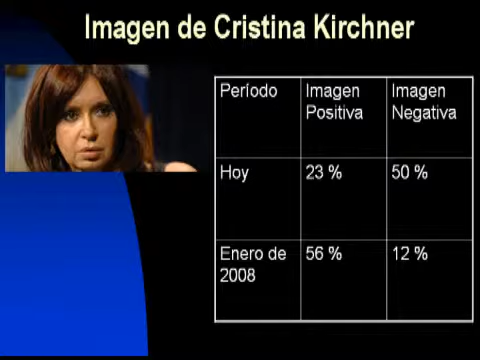 Imagen de Cristina Kirchner
Período Imagen Positiva Imagen Negativa
Hoy 23 % 50 %
Enero de 2008 56 % 12 %